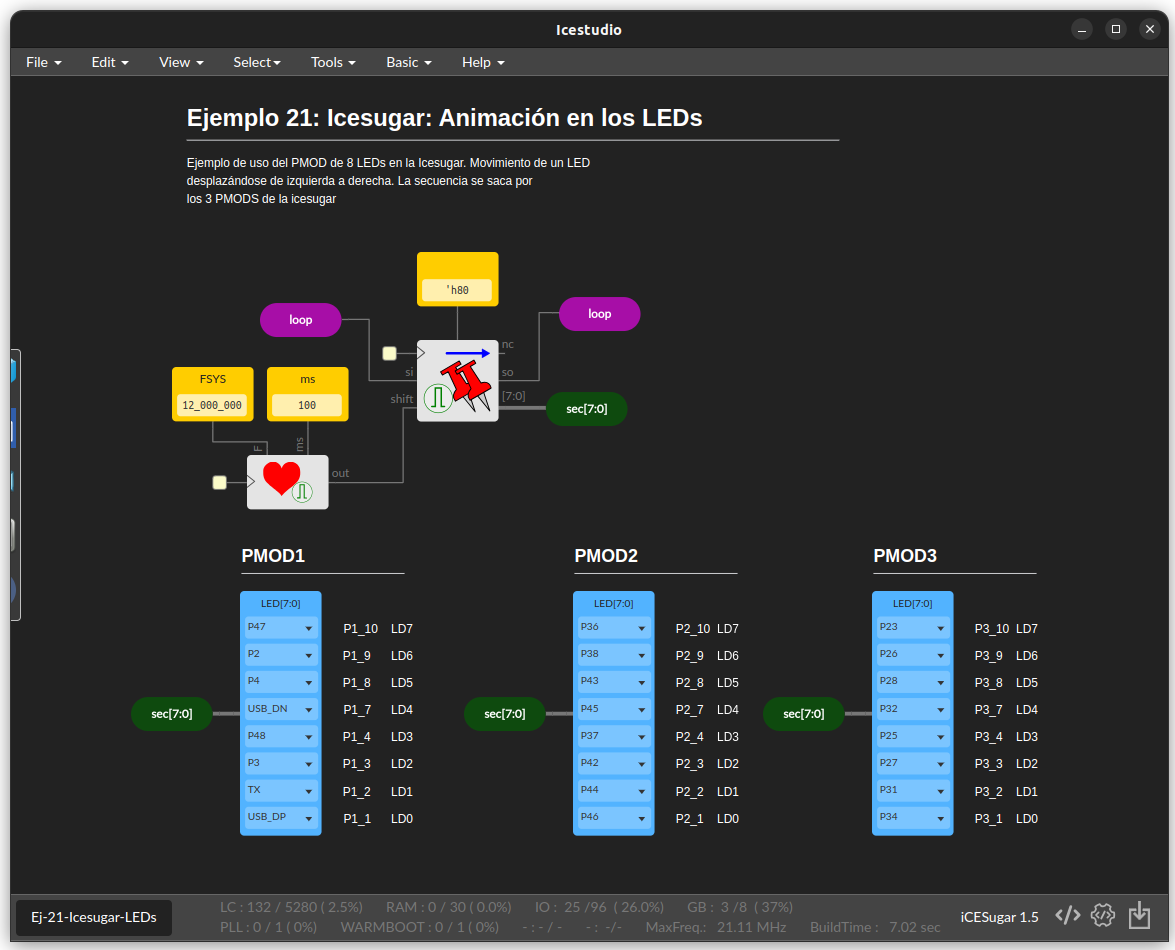 Icestudio
File Edit View Select Tools Basic Help
Ejemplo 21: Icesugar: Animación en los LEDs
Ejemplo de uso del PMOD de 8 LEDs en la Icesugar. Movimiento de un LED
desplazándose de izquierda a derecha. La secuencia se saca por
los 3 PMODS de la icesugar
'h80
loop
loop
nc
si
so
shift
[7:0]
sec[7:0]
FSYS
12_000_000
ms
100
F
ms
out
PMOD1
PMOD2
PMOD3
LED[7:0]
P47 P1_10 LD7
P2 P1_9 LD6
P4 P1_8 LD5
USB_DN P1_7 LD4
P48 P1_4 LD3
P3 P1_3 LD2
TX P1_2 LD1
USB_DP P1_1 LD0
sec[7:0]
LED[7:0]
P36 P2_10 LD7
P38 P2_9 LD6
P43 P2_8 LD5
P45 P2_7 LD4
P37 P2_4 LD3
P42 P2_3 LD2
P44 P2_2 LD1
P46 P2_1 LD0
sec[7:0]
LED[7:0]
P23 P3_10 LD7
P26 P3_9 LD6
P28 P3_8 LD5
P32 P3_7 LD4
P25 P3_4 LD3
P27 P3_3 LD2
P31 P3_2 LD1
P34 P3_1 LD0
sec[7:0]
Ej-21-Icesugar-LEDs
LC : 132 / 5280 ( 2.5%) RAM : 0 / 30 ( 0.0%) IO : 25 /96 ( 26.0%) GB : 3 /8 ( 37%)
PLL : 0 / 1 ( 0%) WARMBOOT : 0 / 1 ( 0%) - : - / - - : -/- MaxFreq.: 21.11 MHz BuildTime : 7.02 sec
iCESugar 1.5